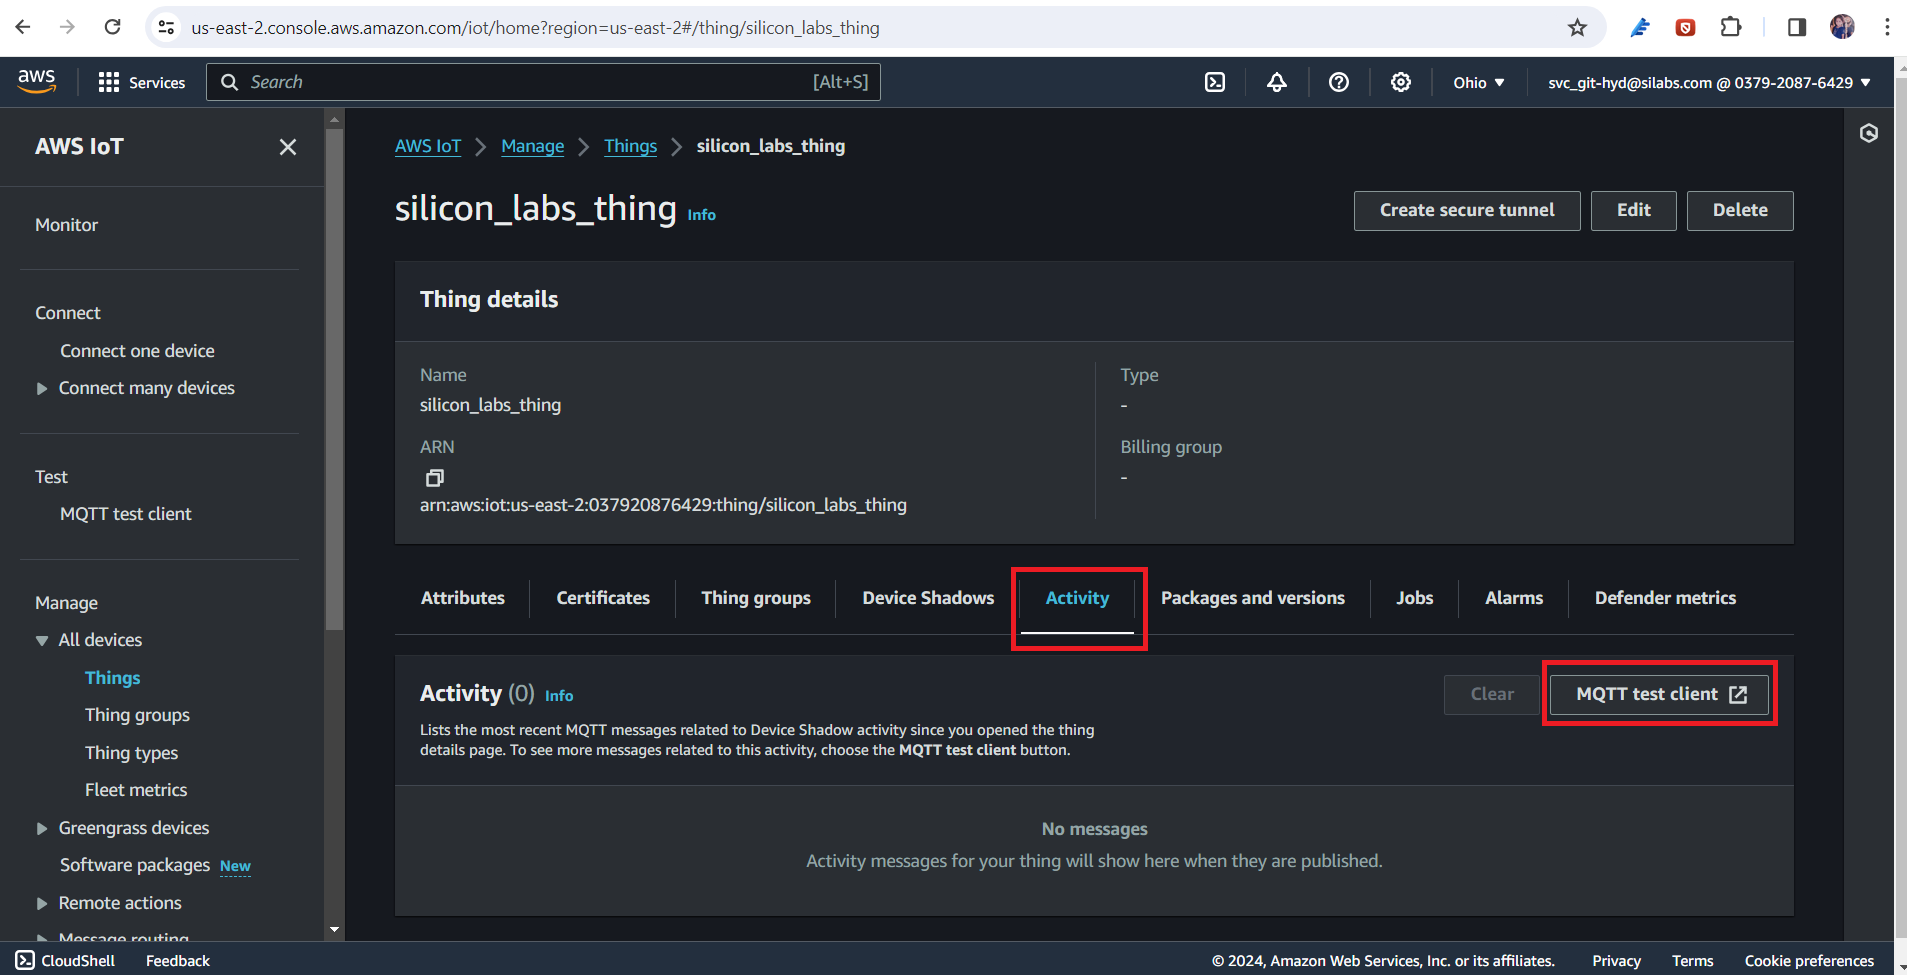 us-east-2.console.aws.amazon.com/iot/home?region=us-east-2#/thing/silicon_labs_thing
aws
Services
Search
[Alt+S]
Ohio
svc_git-hyd@silabs.com @ 0379-2087-6429
AWS IoT
Monitor
Connect
Connect one device
Connect many devices
Test
MQTT test client
Manage
All devices
Things
Thing groups
Thing types
Fleet metrics
Greengrass devices
Software packages New
Remote actions
Message routing
AWS IoT
Manage
Things
silicon_labs_thing
silicon_labs_thing Info
Create secure tunnel
Edit
Delete
Thing details
Name
silicon_labs_thing
ARN
arn:aws:iot:us-east-2:037920876429:thing/silicon_labs_thing
Type
-
Billing group
-
Attributes
Certificates
Thing groups
Device Shadows
Activity
Packages and versions
Jobs
Alarms
Defender metrics
Activity (0) Info
Lists the most recent MQTT messages related to Device Shadow activity since you opened the thing
details page. To see more messages related to this activity, choose the MQTT test client button.
Clear
MQTT test client
No messages
Activity messages for your thing will show here when they are published.
CloudShell
Feedback
© 2024, Amazon Web Services, Inc. or its affiliates.
Privacy
Terms
Cookie preferences